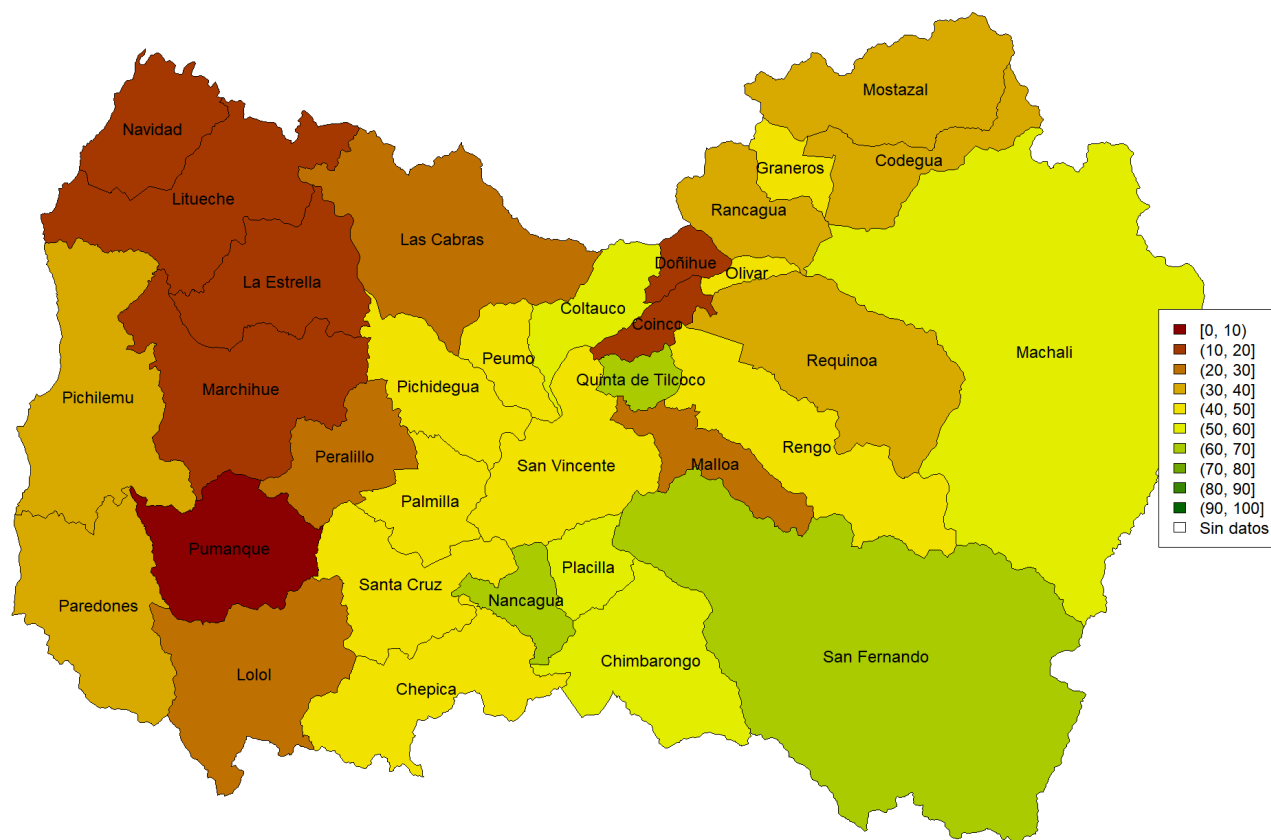 Mostazal
Navidad
Graneros
Codegua
Litueche
Rancagua
Las Cabras
Doñihue
Olivar
La Estrella
Coltauco
Coinco
Machali
Peumo
Requinoa
Pichidegua
Quinta de Tilcoco
Marchihue
Pichilemu
Rengo
Peralillo
San Vincente
Malloa
Palmilla
Pumanque
Placilla
Santa Cruz
Nancagua
Paredones
San Fernando
Chimbarongo
Lolol
Chepica
[0, 10)
(10, 20]
(20, 30]
(30, 40]
(40, 50]
(50, 60]
(60, 70]
(70, 80]
(80, 90]
(90, 100]
Sin datos